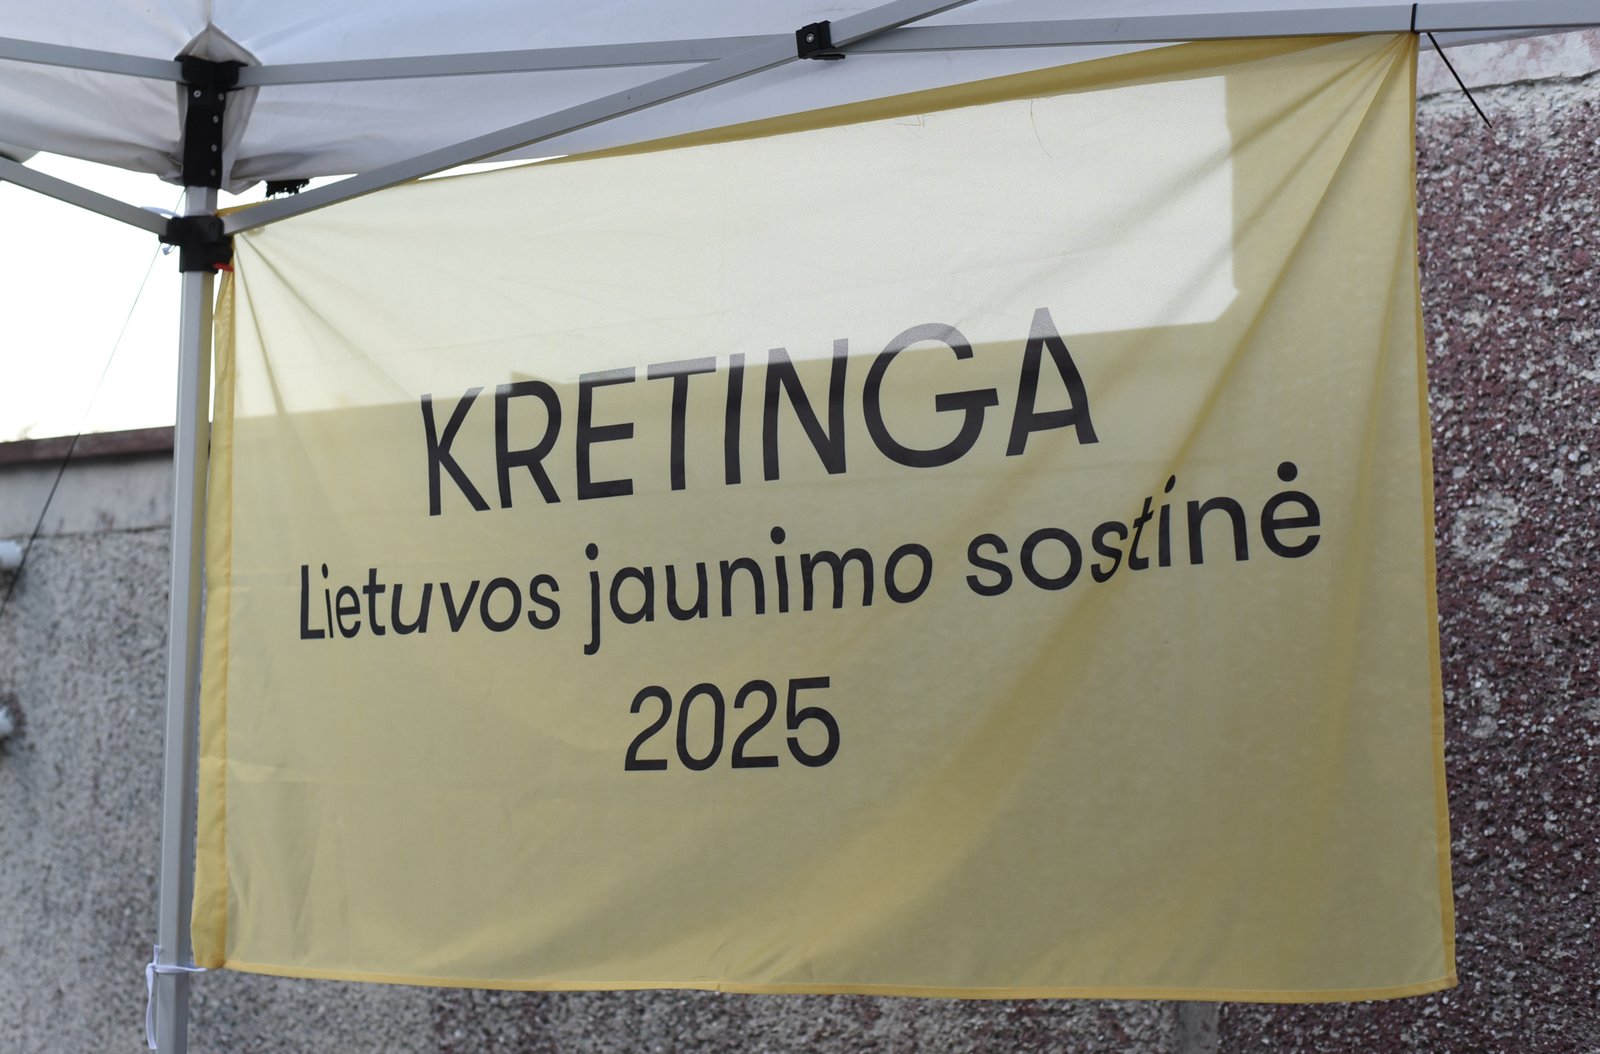 KRETINGA
Lietuvos jaunimo sostinė
2025